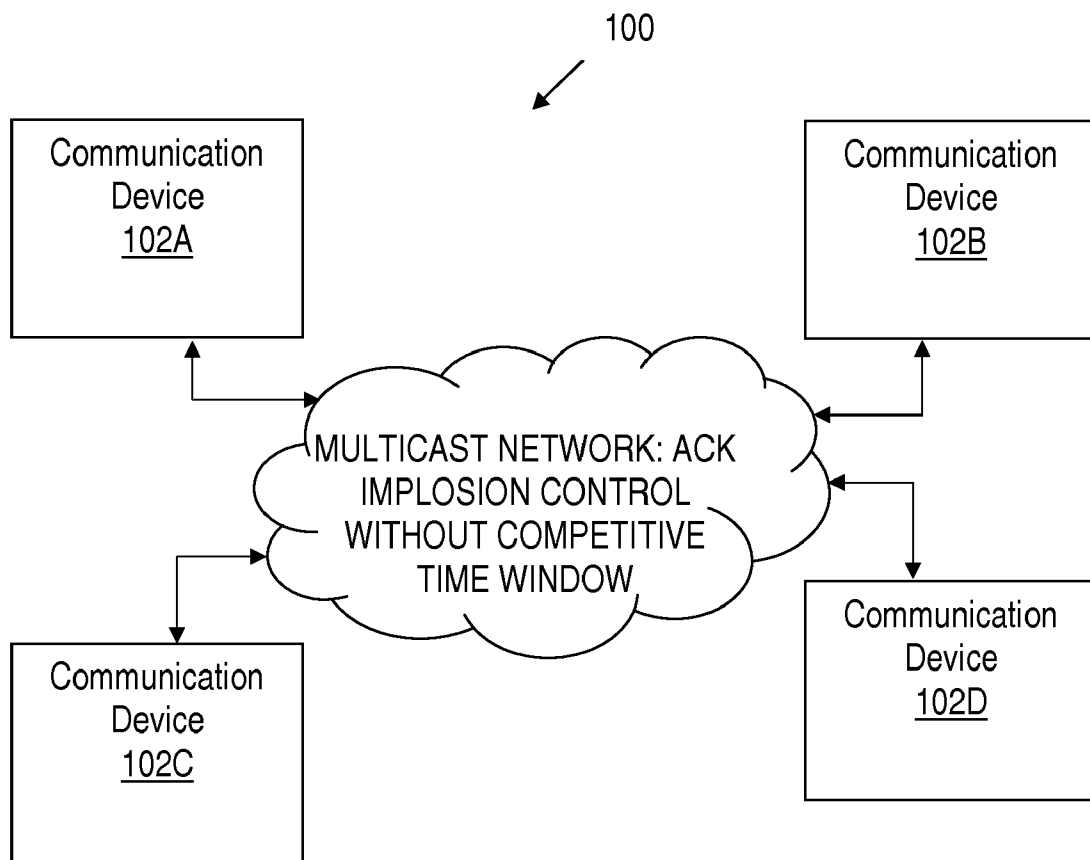 100
Communication
Device
102A
Communication
Device
102B
MULTICAST NETWORK: ACK
IMPLOSION CONTROL
WITHOUT COMPETITIVE
TIME WINDOW
Communication
Device
102C
Communication
Device
102D